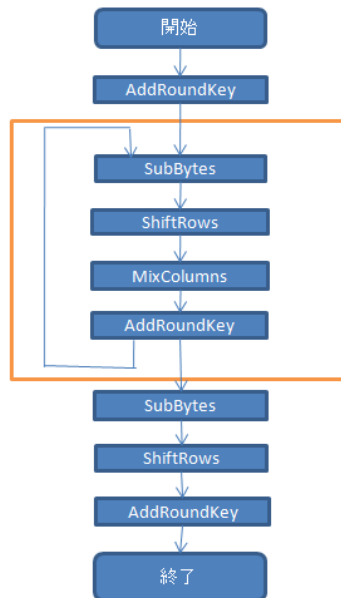 開始
AddRoundKey
SubBytes
ShiftRows
MixColumns
AddRoundKey
SubBytes
ShiftRows
AddRoundKey
終了